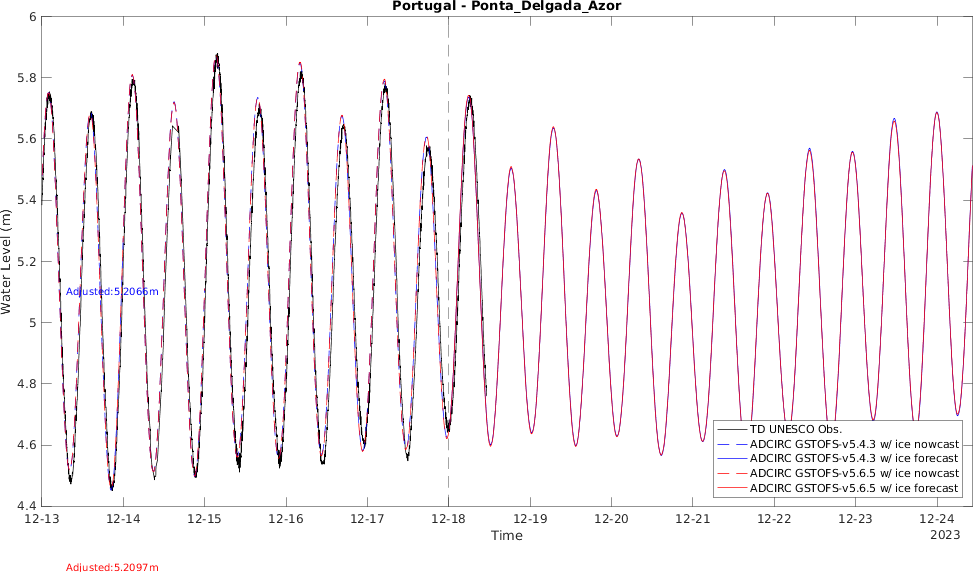 Portugal - Ponta_Delgada_Azor
6
5.8
5.6
5.4
5.2
5
4.8
4.6
4.4
Water Level (m)
Adjusted:5.2066m
TD UNESCO Obs.
ADCIRC GSTOFS-v5.4.3 w/ ice nowcast
ADCIRC GSTOFS-v5.4.3 w/ ice forecast
ADCIRC GSTOFS-v5.6.5 w/ ice nowcast
ADCIRC GSTOFS-v5.6.5 w/ ice forecast
12-13 12-14 12-15 12-16 12-17 12-18 12-19 12-20 12-21 12-22 12-23 12-24
2023
Time
Adjusted:5.2097m